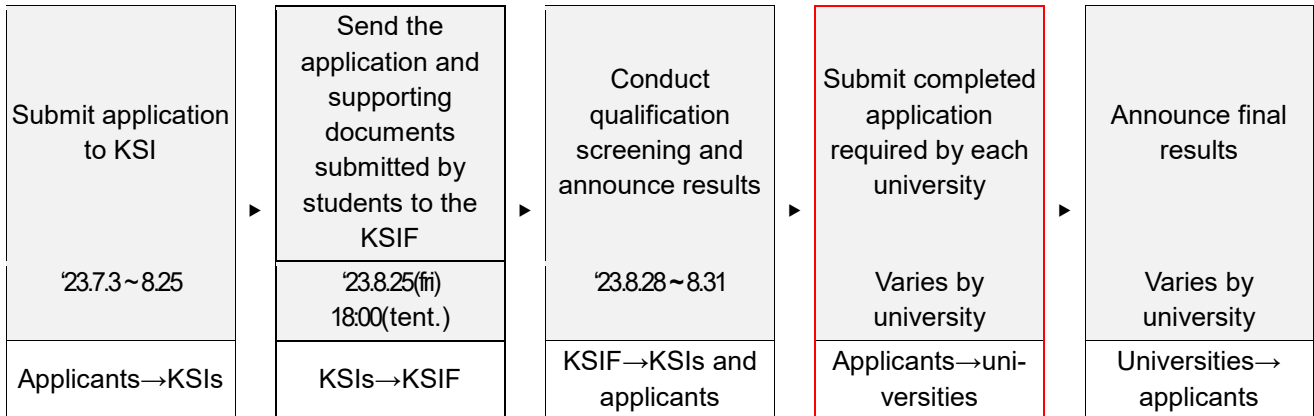 Submit application
to KSI
‘23.7.3 ~ 8.25
Applicants→KSIs
▶
Send the
application and
supporting
documents
submitted by
students to the
KSIF
‘23.8.25(fri)
18:00(tent.)
KSIs→KSIF
▶
Conduct
qualification
screening and
announce results
‘23.8.28 ~ 8.31
KSIF→KSIs and
applicants
▶
Submit completed
application
required by each
university
Varies by
university
Applicants→uni-
versities
▶
Announce final
results
Varies by
university
Universities→
applicants